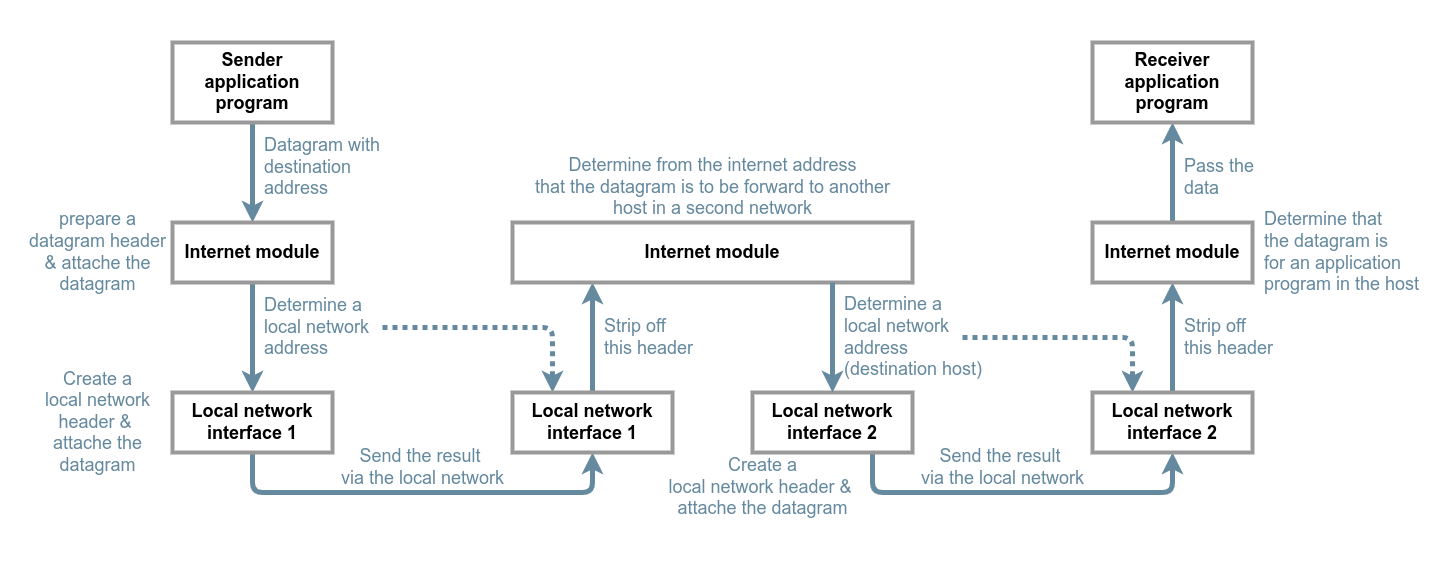 Sender
application
program
Receiver
application
program
Datagram with
destination
address
Pass the
data
Determine from the internet address
that the datagram is to be forward to another
host in a second network
prepare a
datagram header
& attache the
datagram
Internet module
Internet module
Internet module
Determine that
the datagram is
for an application
program in the host
Determine a
local network
address
Strip off
this header
Determine a
local network
address
(destination host)
Strip off
this header
Create a
local network
header &
attache the
datagram
Local network
interface 1
Local network
interface 1
Local network
interface 2
Local network
interface 2
Send the result
via the local network
Create a
local network header &
attache the datagram
Send the result
via the local network